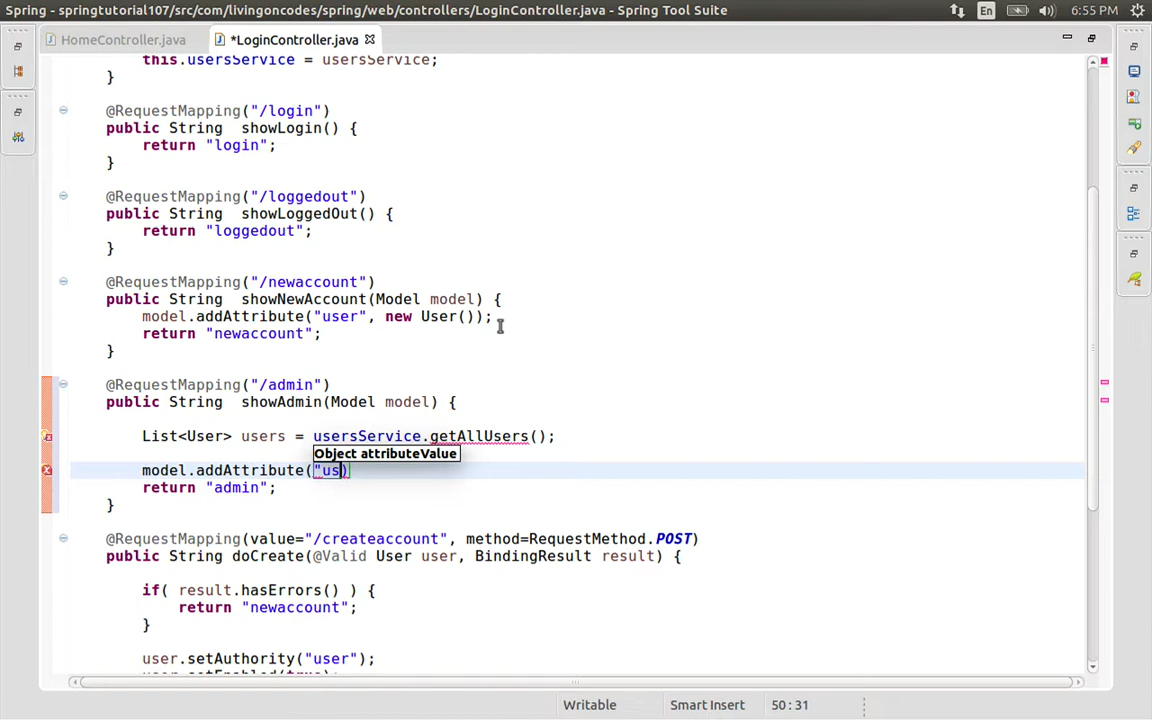 Spring - springtutorial107/src/com/livingoncodes/spring/web/controllers/LoginController.java - Spring Tool Suite
En
6:55 PM
HomeController.java
*LoginController.java
this.usersService = usersService;
}
@RequestMapping("/login")
public String showLogin() {
return "login";
}
@RequestMapping("/loggedout")
public String showLoggedOut() {
return "loggedout";
}
@RequestMapping("/newaccount")
public String showNewAccount(Model model) {
model.addAttribute("user", new User());
return "newaccount";
}
@RequestMapping("/admin")
public String showAdmin(Model model) {
List<User> users = usersService.getAllUsers();
Object attributeValue
model.addAttribute("us)
return "admin";
}
@RequestMapping(value="/createaccount", method=RequestMethod.POST)
public String doCreate(@Valid User user, BindingResult result) {
if( result.hasErrors() ) {
return "newaccount";
}
user.setAuthority("user");
user.setEnabled(true);
Writable
Smart Insert
50 : 31